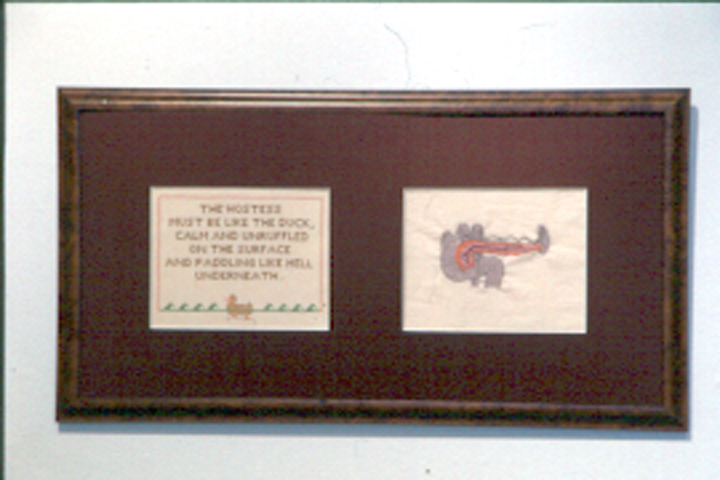 THE HOSTESS
MUST BE LIKE THE DUCK,
CALM AND UNRUFFLED
ON THE SURFACE
AND PADDLING LIKE HELL
UNDERNEATH.